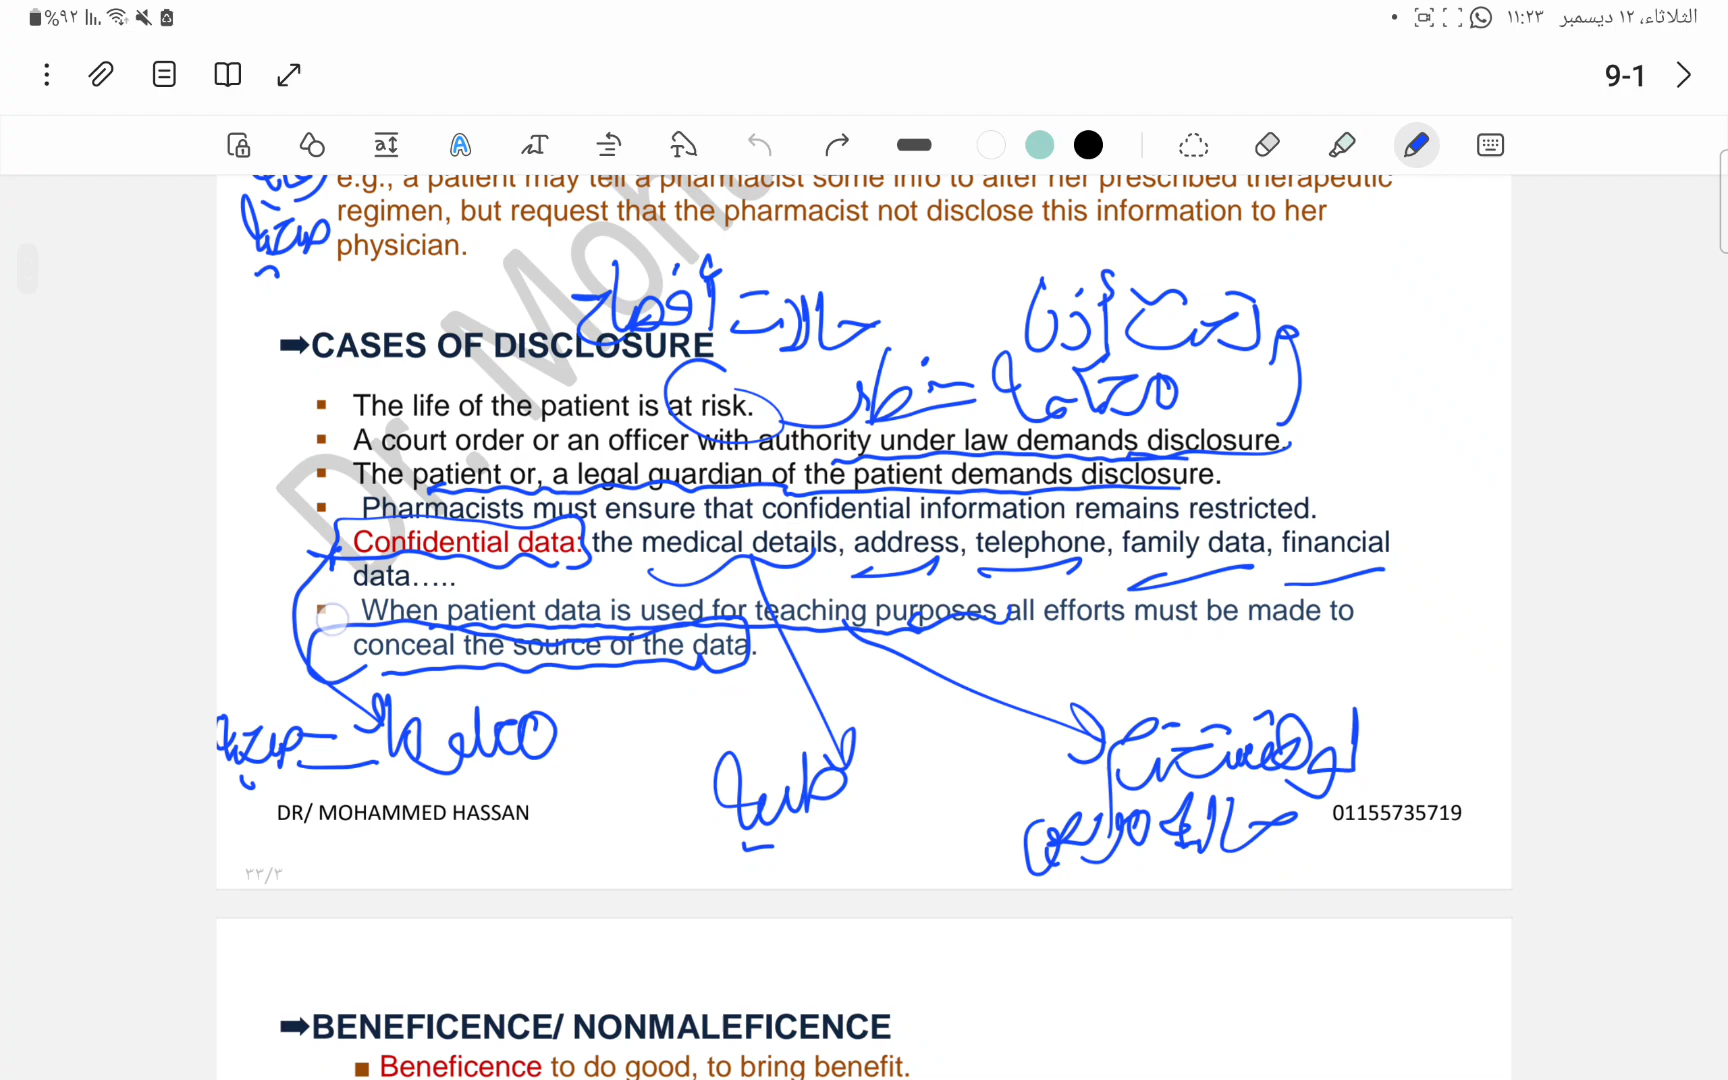 %٩٢
الثلاثاء، ١٢ ديسمبر ١١:٢٣
9-1
e.g., a patient may tell a pharmacist some info to alter her prescribed therapeutic
regimen, but request that the pharmacist not disclose this information to her
physician.
حالات أفصاح
➡CASES OF DISCLOSURE
خطر
▪ The life of the patient is at risk.
▪ A court order or an officer with authority under law demands disclosure.
▪ The patient or, a legal guardian of the patient demands disclosure.
▪ Pharmacists must ensure that confidential information remains restricted.
Confidential data: the medical details, address, telephone, family data, financial
data…..
▪ When patient data is used for teaching purposes all efforts must be made to
conceal the source of the data.
طبية
DR/ MOHAMMED HASSAN
01155735719
٣٣/٣
Dr. Moh
➡BENEFICENCE/ NONMALEFICENCE
▪ Beneficence to do good, to bring benefit.